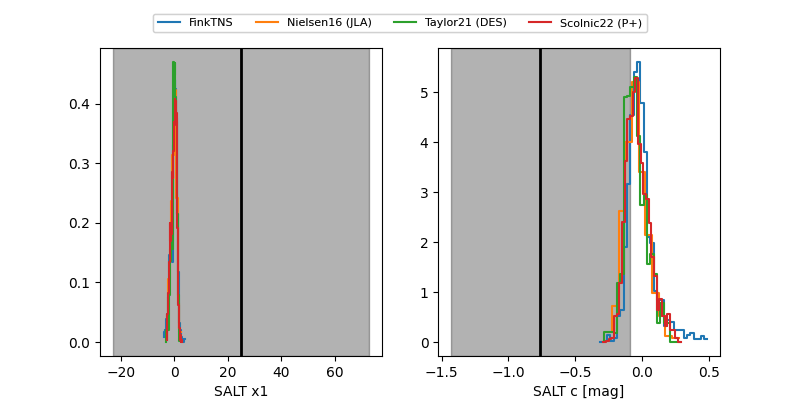 FinkTNS Nielsen16 (JLA) Taylor21 (DES) Scolnic22 (P+)
0.4
0.3
0.2
0.1
0.0
−20 0 20 40 60
SALT x1
5
4
3
2
1
0
−1.5 −1.0 −0.5 0.0 0.5
SALT c [mag]